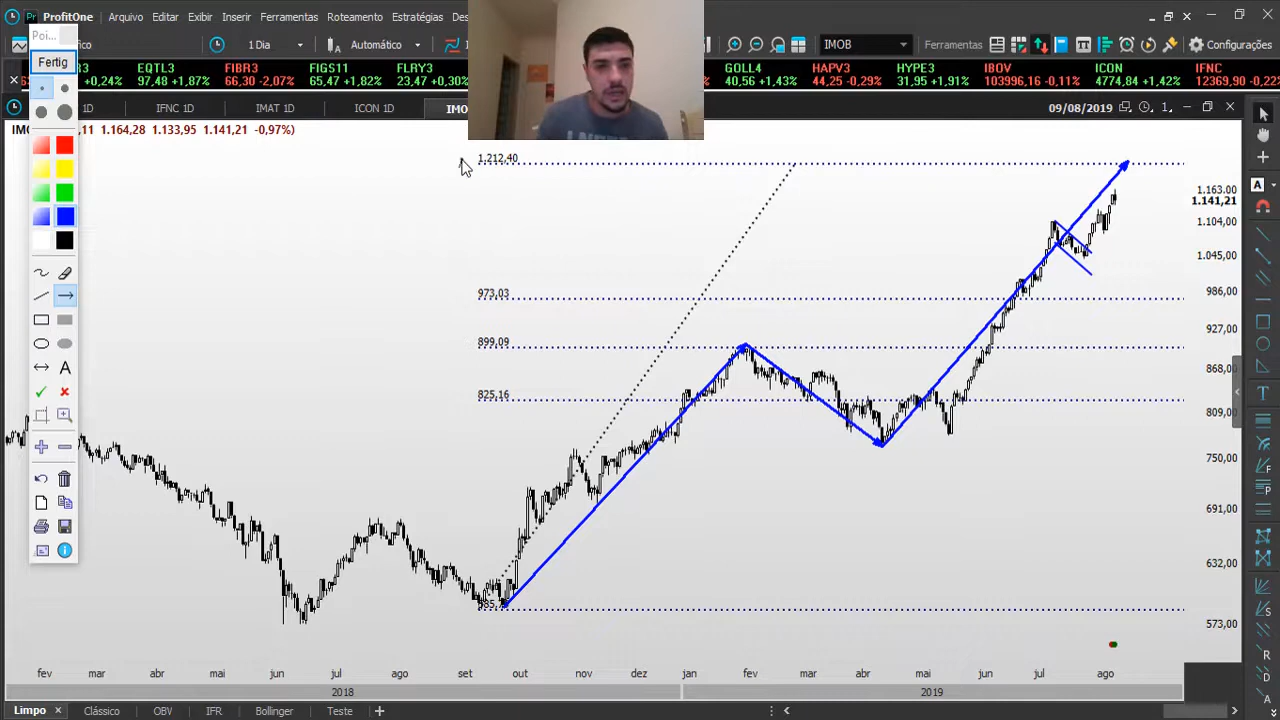 ProfitOne Arquivo Editar Exibir Inserir Ferramentas Roteamento Estratégias
Poi...
Fertig
1 Dia Automático IMOB Ferramentas Configurações
EQTL3 FIBR3 FIGS11 FLRY3 GOLL4 HAPV3 HYPE3 IBOV ICON IFNC
+0,24% 97,48 +1,87% 66,30 -2,07% 65,47 +1,82% 23,47 +0,30% 40,56 +1,43% 44,25 -0,29% 31,95 +1,91% 103996,16 -0,11% 4774,84 +1,42% 12369,90 -0,22
1D IFNC 1D IMAT 1D ICON 1D IMO 09/08/2019
1.164,28 1.133,95 1.141,21 -0,97%)
1.212,40
1.163,00
1.141,21
1.104,00
1.045,00
973,03
986,00
927,00
899,09
868,00
825,16
809,00
750,00
691,00
632,00
573,00
fev mar abr mai jun jul ago set out nov dez jan fev mar abr mai jun jul ago
2018 2019
Limpo Clássico OBV IFR Bollinger Teste